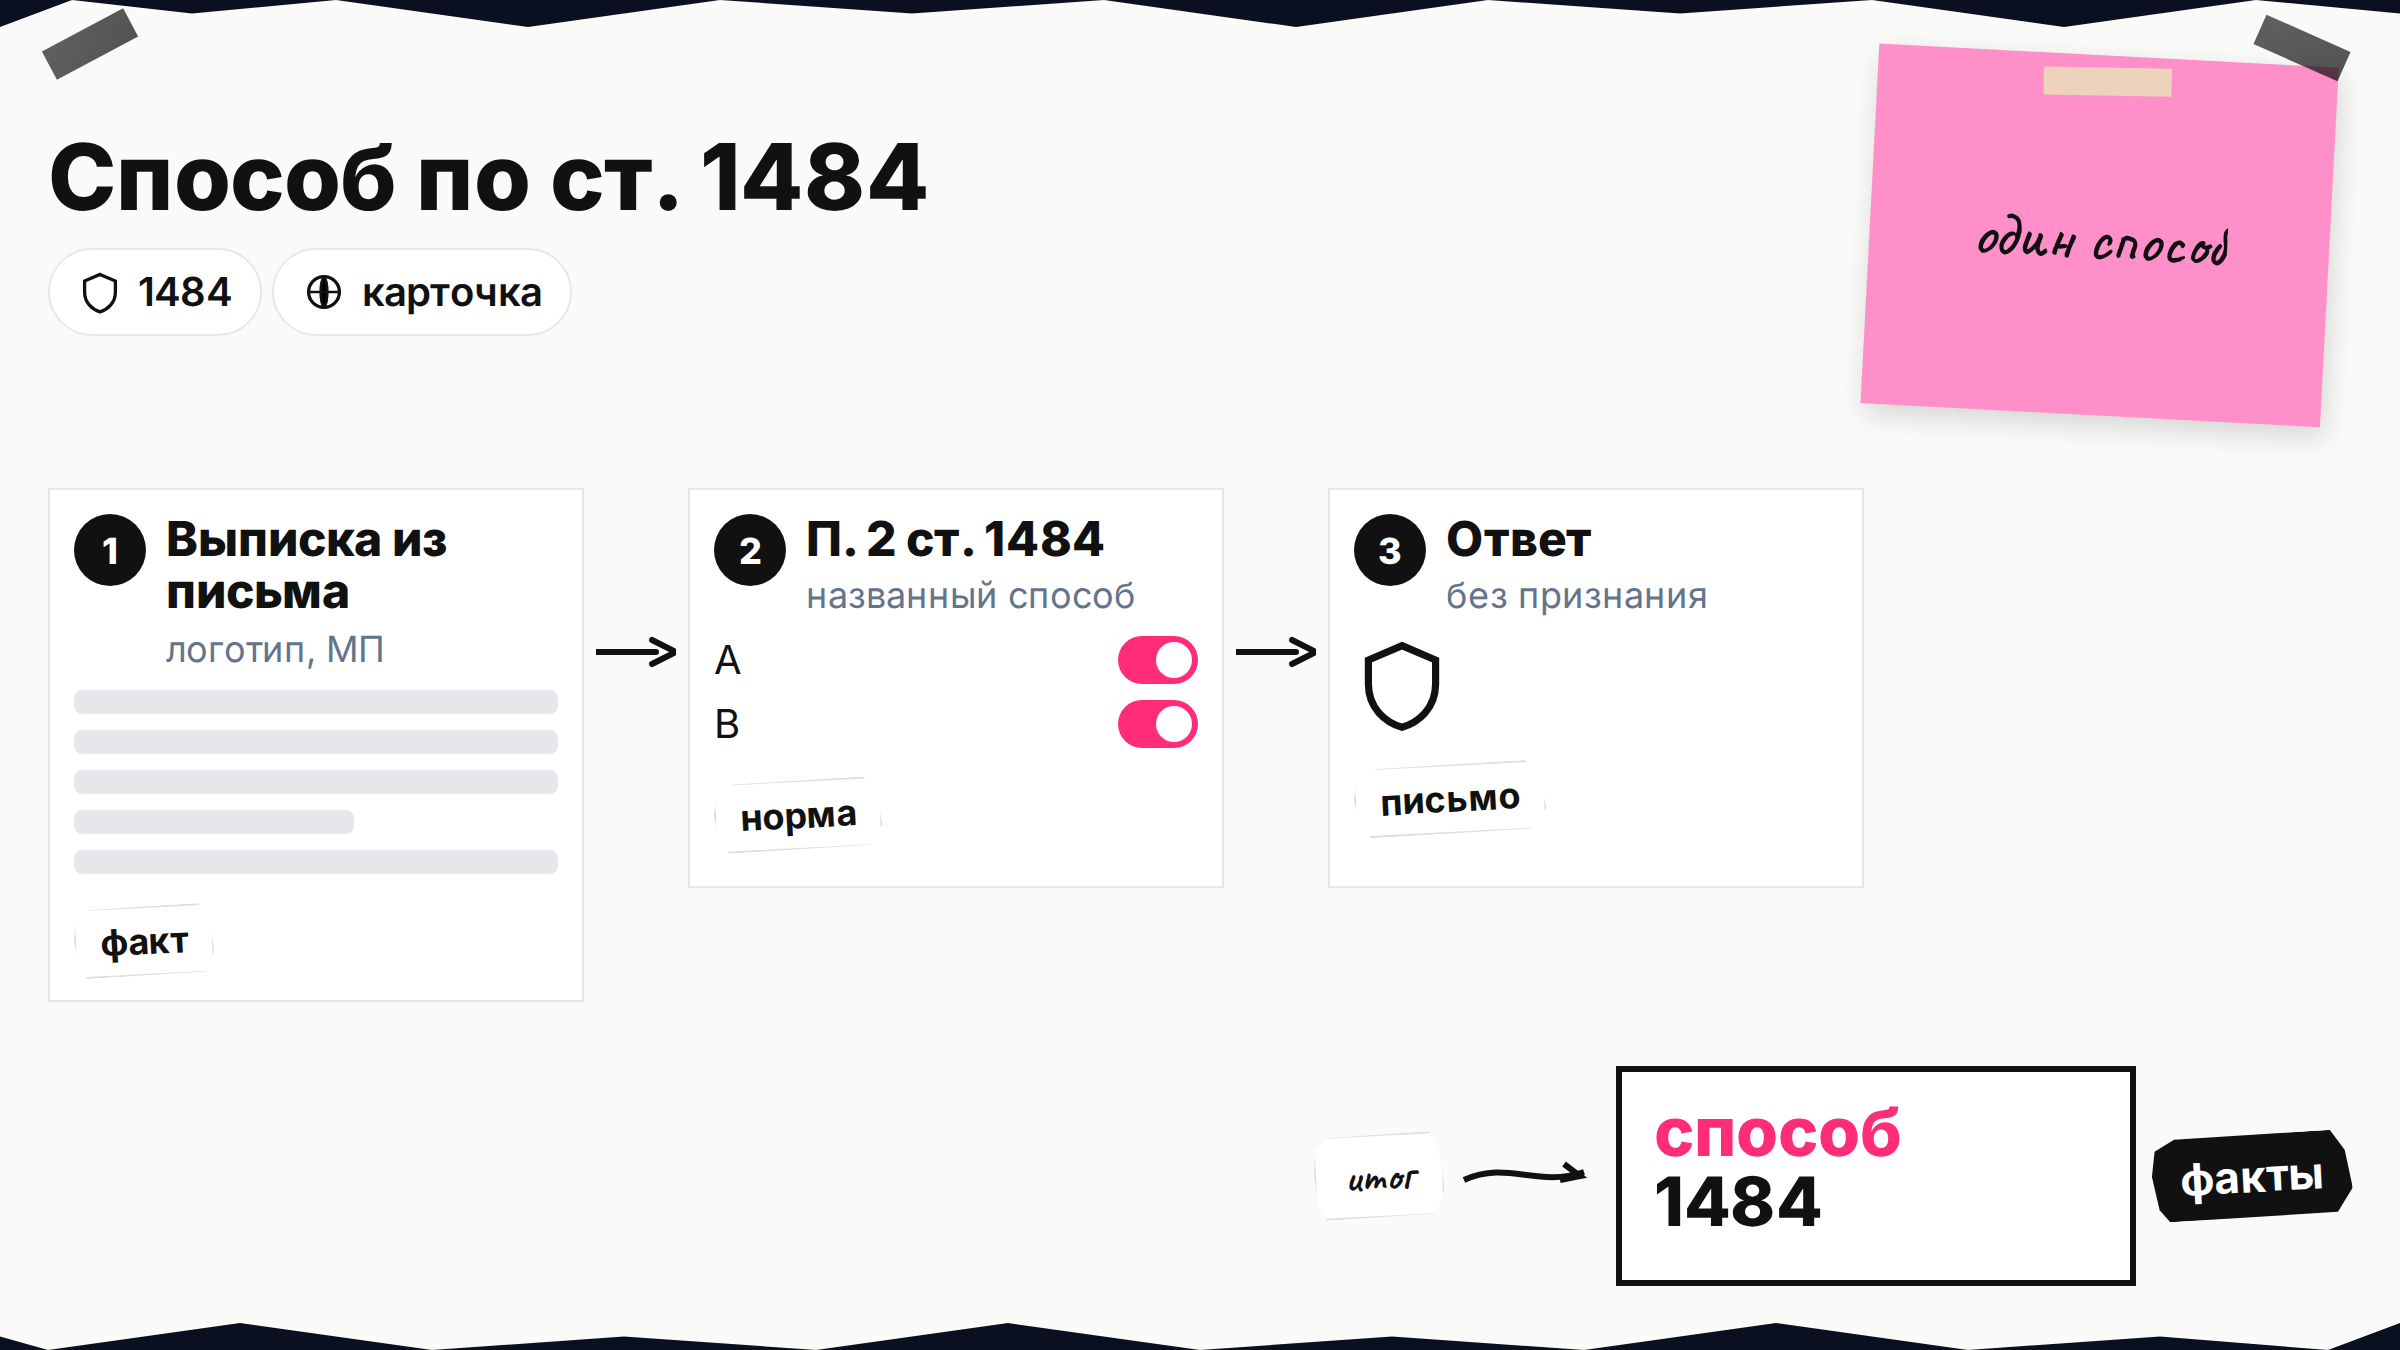 Способ по ст. 1484
1484
карточка
один способ
1
Выписка из
письма
логотип, МП
факт
2
П. 2 ст. 1484
названный способ
А
В
норма
3
Ответ
без признания
письмо
итог
способ
1484
факты